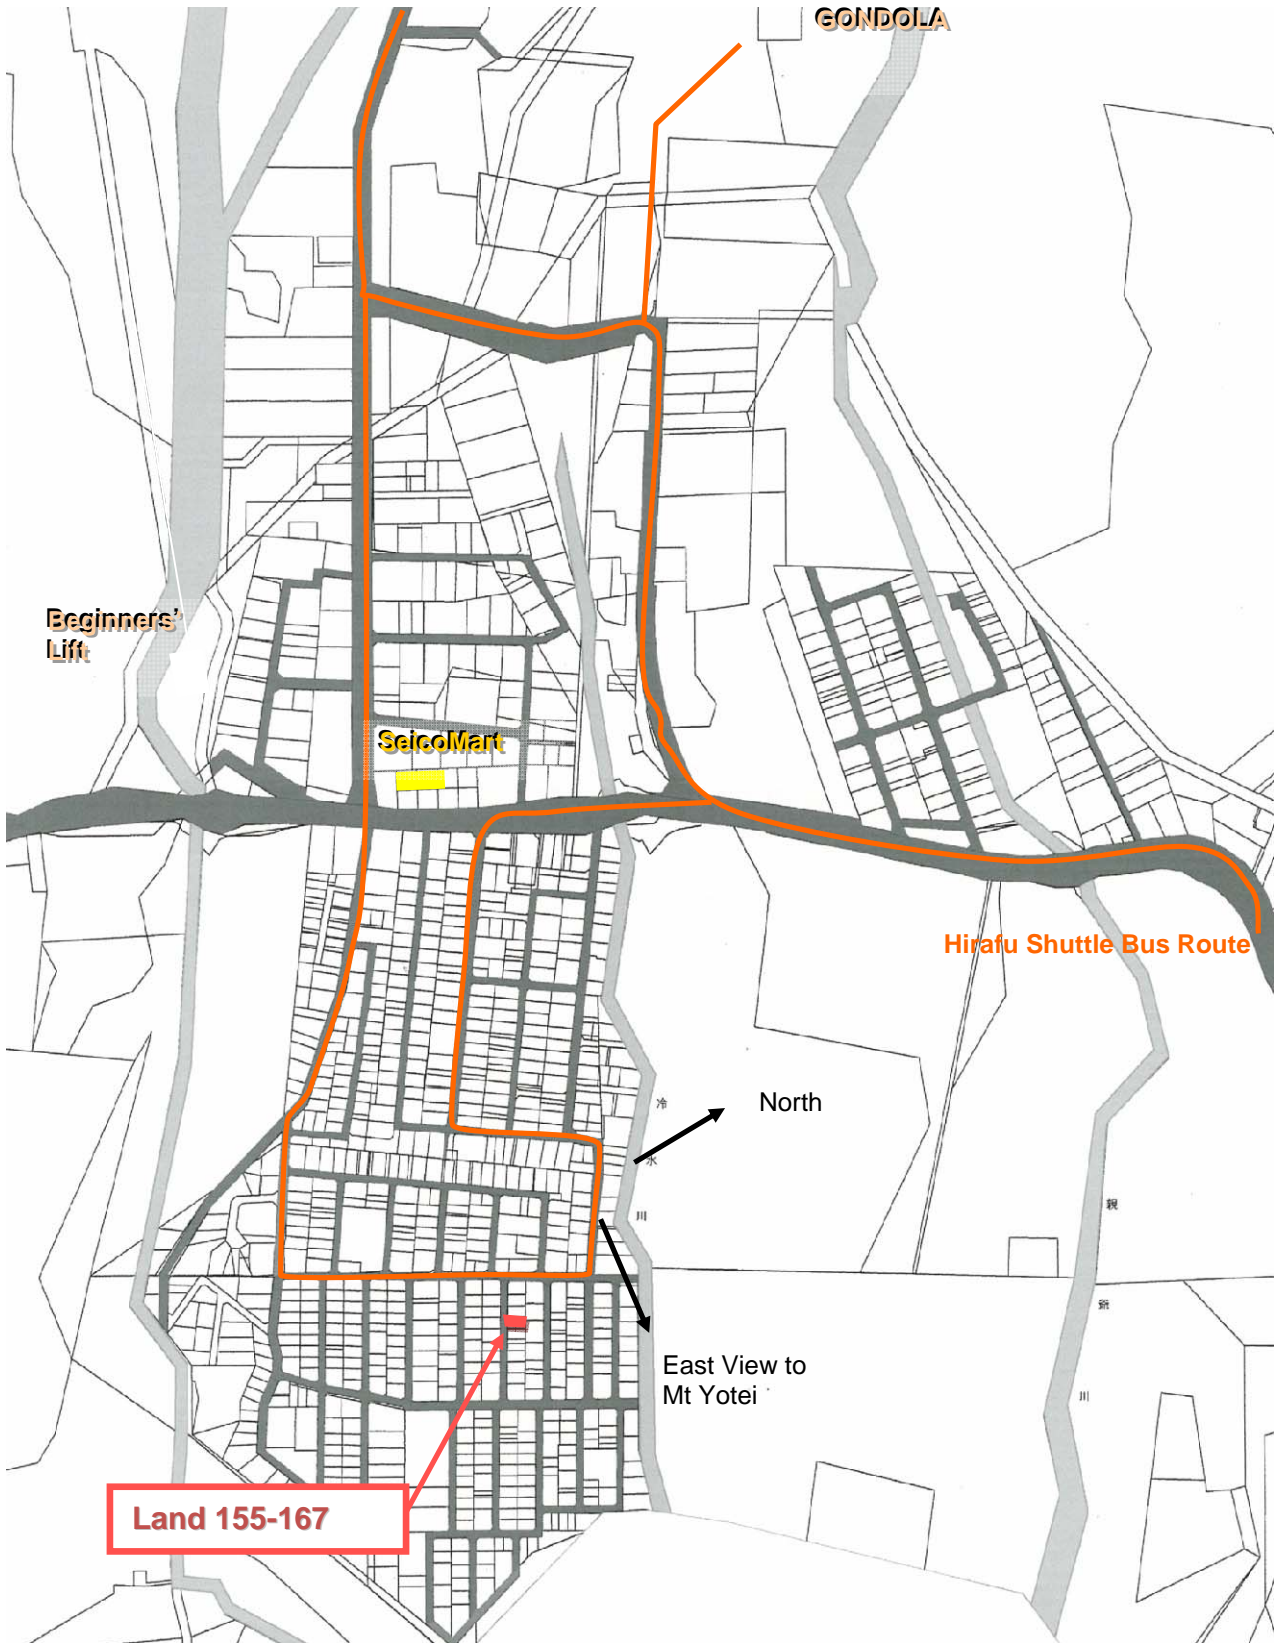 GONDOLA
Beginners'
Lift
SeicoMart
Hirafu Shuttle Bus Route
North
冷
水
川
親
川
East View to
Mt Yotei
Land 155-167